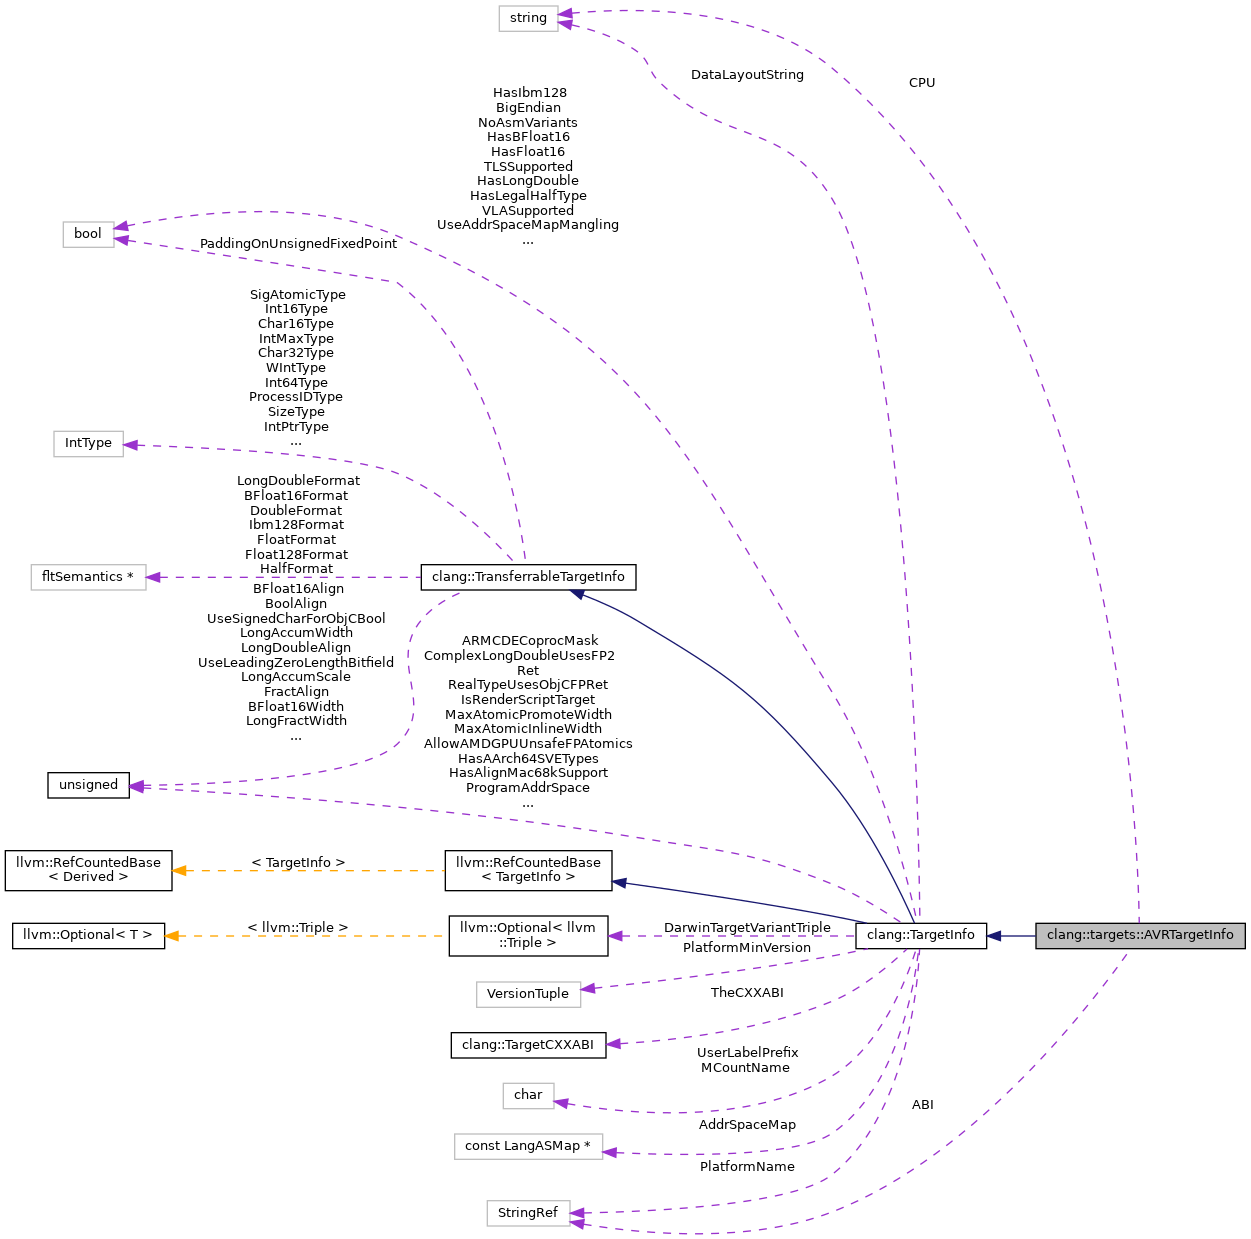 string
DataLayoutString
CPU
HasIbm128
BigEndian
NoAsmVariants
HasBFloat16
HasFloat16
TLSSupported
HasLongDouble
HasLegalHalfType
VLASupported
UseAddrSpaceMapMangling
...
bool
PaddingOnUnsignedFixedPoint
SigAtomicType
Int16Type
Char16Type
IntMaxType
Char32Type
WIntType
Int64Type
ProcessIDType
SizeType
IntPtrType
...
IntType
LongDoubleFormat
BFloat16Format
DoubleFormat
Ibm128Format
FloatFormat
Float128Format
HalfFormat
fltSemantics *
clang::TransferrableTargetInfo
BFloat16Align
BoolAlign
UseSignedCharForObjCBool
LongAccumWidth
LongDoubleAlign
UseLeadingZeroLengthBitfield
LongAccumScale
FractAlign
BFloat16Width
LongFractWidth
...
ARMCDECoprocMask
ComplexLongDoubleUsesFP2
Ret
RealTypeUsesObjCFPRet
IsRenderScriptTarget
MaxAtomicPromoteWidth
MaxAtomicInlineWidth
AllowAMDGPUUnsafeFPAtomics
HasAArch64SVETypes
HasAlignMac68kSupport
ProgramAddrSpace
...
unsigned
llvm::RefCountedBase
< Derived >
< TargetInfo >
llvm::RefCountedBase
< TargetInfo >
llvm::Optional< T >
< llvm::Triple >
llvm::Optional< llvm
::Triple >
DarwinTargetVariantTriple
clang::TargetInfo
clang::targets::AVRTargetInfo
PlatformMinVersion
VersionTuple
TheCXXABI
clang::TargetCXXABI
UserLabelPrefix
MCountName
char
ABI
AddrSpaceMap
const LangASMap *
PlatformName
StringRef